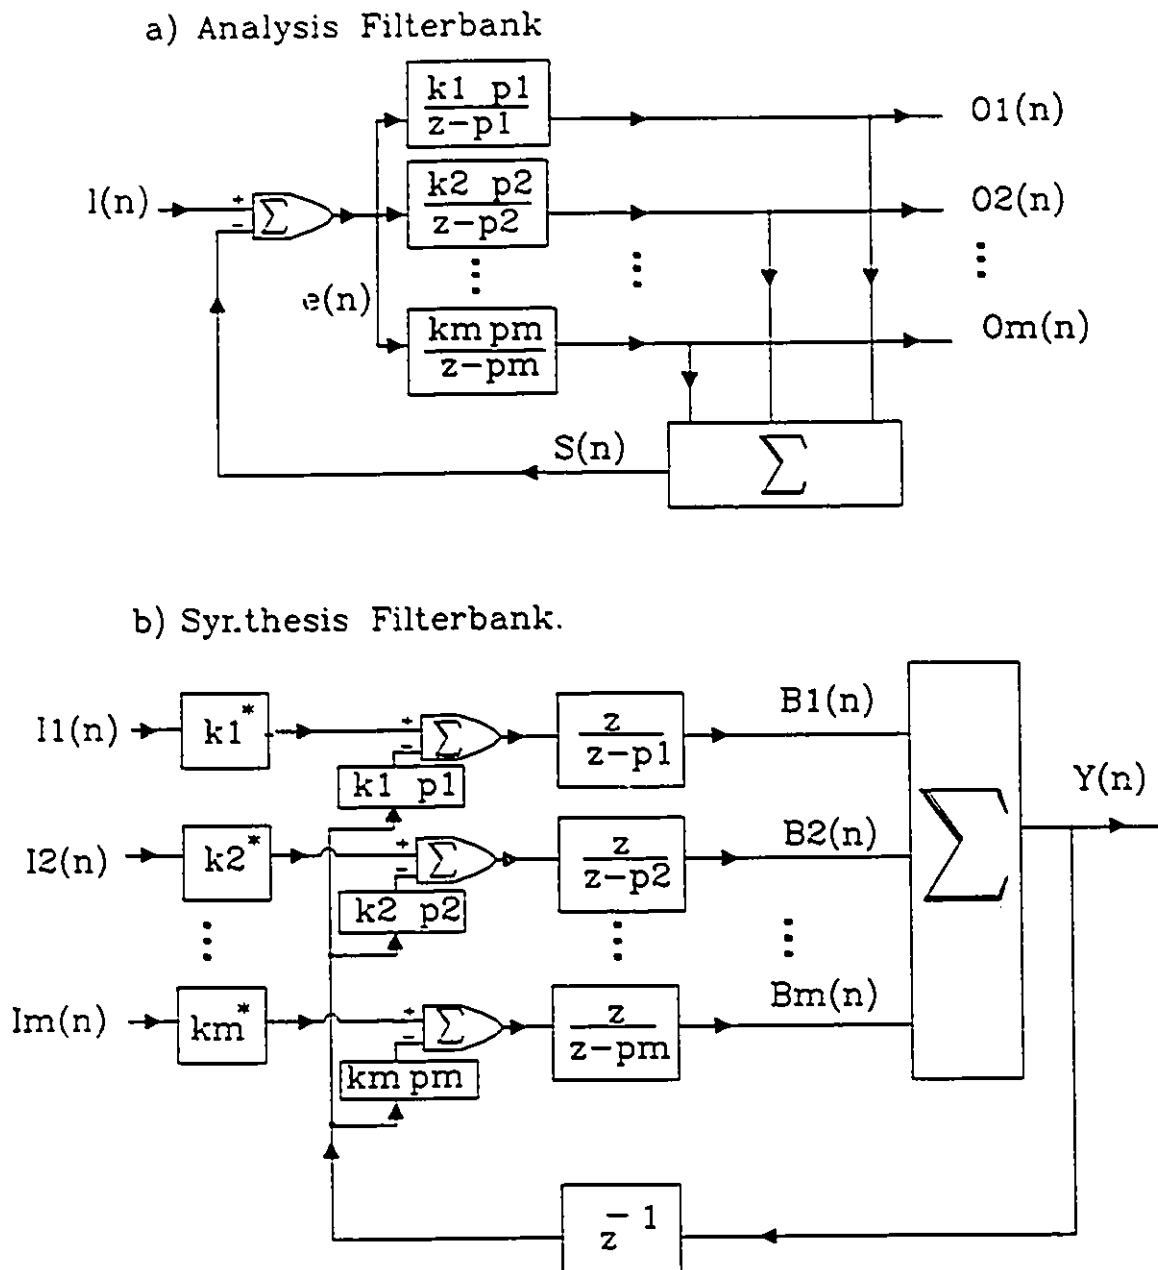 a) Analysis Filterbank
k1 p1
z-p1
O1(n)
I(n)
+
-
Σ
k2 p2
z-p2
O2(n)
e(n)
km pm
z-pm
Om(n)
S(n)
Σ
b) Syr.thesis Filterbank.
I1(n)
k1*
+
-
Σ
k1 p1
z
z-p1
B1(n)
Σ
Y(n)
I2(n)
k2*
+
-
Σ
k2 p2
z
z-p2
B2(n)
Im(n)
km*
+
-
Σ
km pm
z
z-pm
Bm(n)
z-1